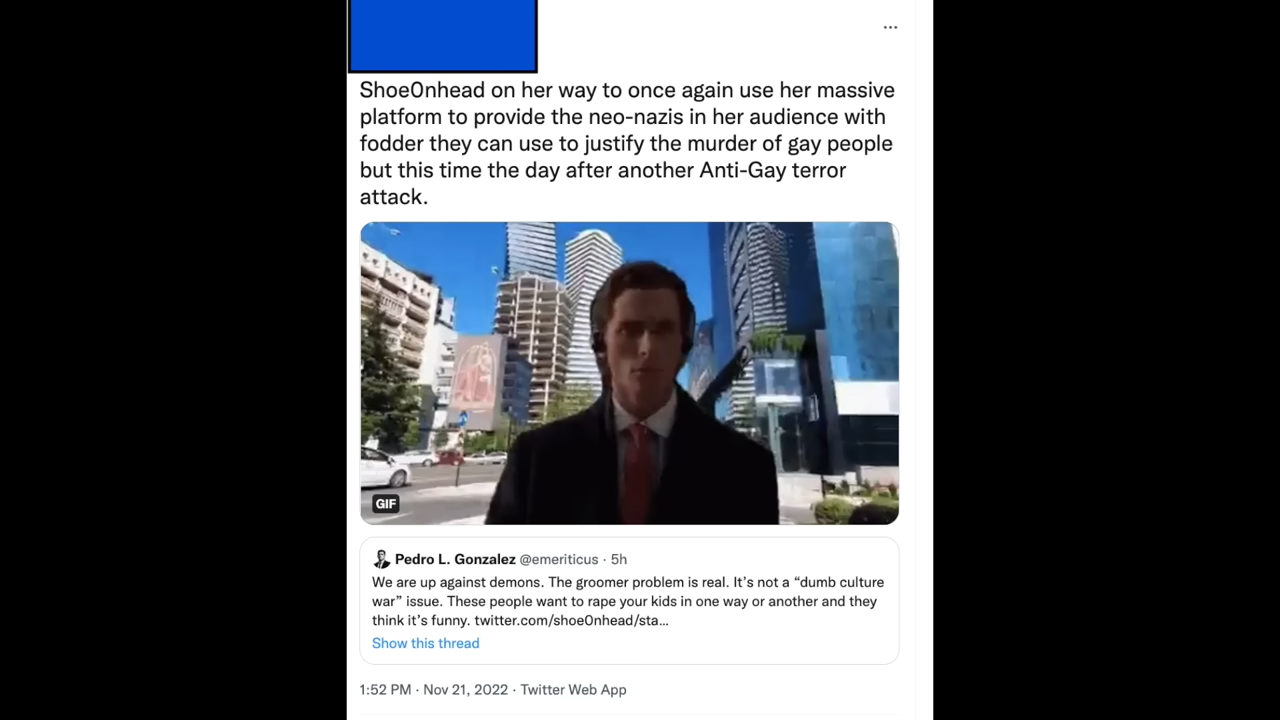 Shoe0nhead on her way to once again use her massive
platform to provide the neo-nazis in her audience with
fodder they can use to justify the murder of gay people
but this time the day after another Anti-Gay terror
attack.
GIF
Pedro L. Gonzalez @emeriticus · 5h
We are up against demons. The groomer problem is real. It’s not a “dumb culture
war” issue. These people want to rape your kids in one way or another and they
think it’s funny. twitter.com/shoe0nhead/sta…
Show this thread
1:52 PM · Nov 21, 2022 · Twitter Web App